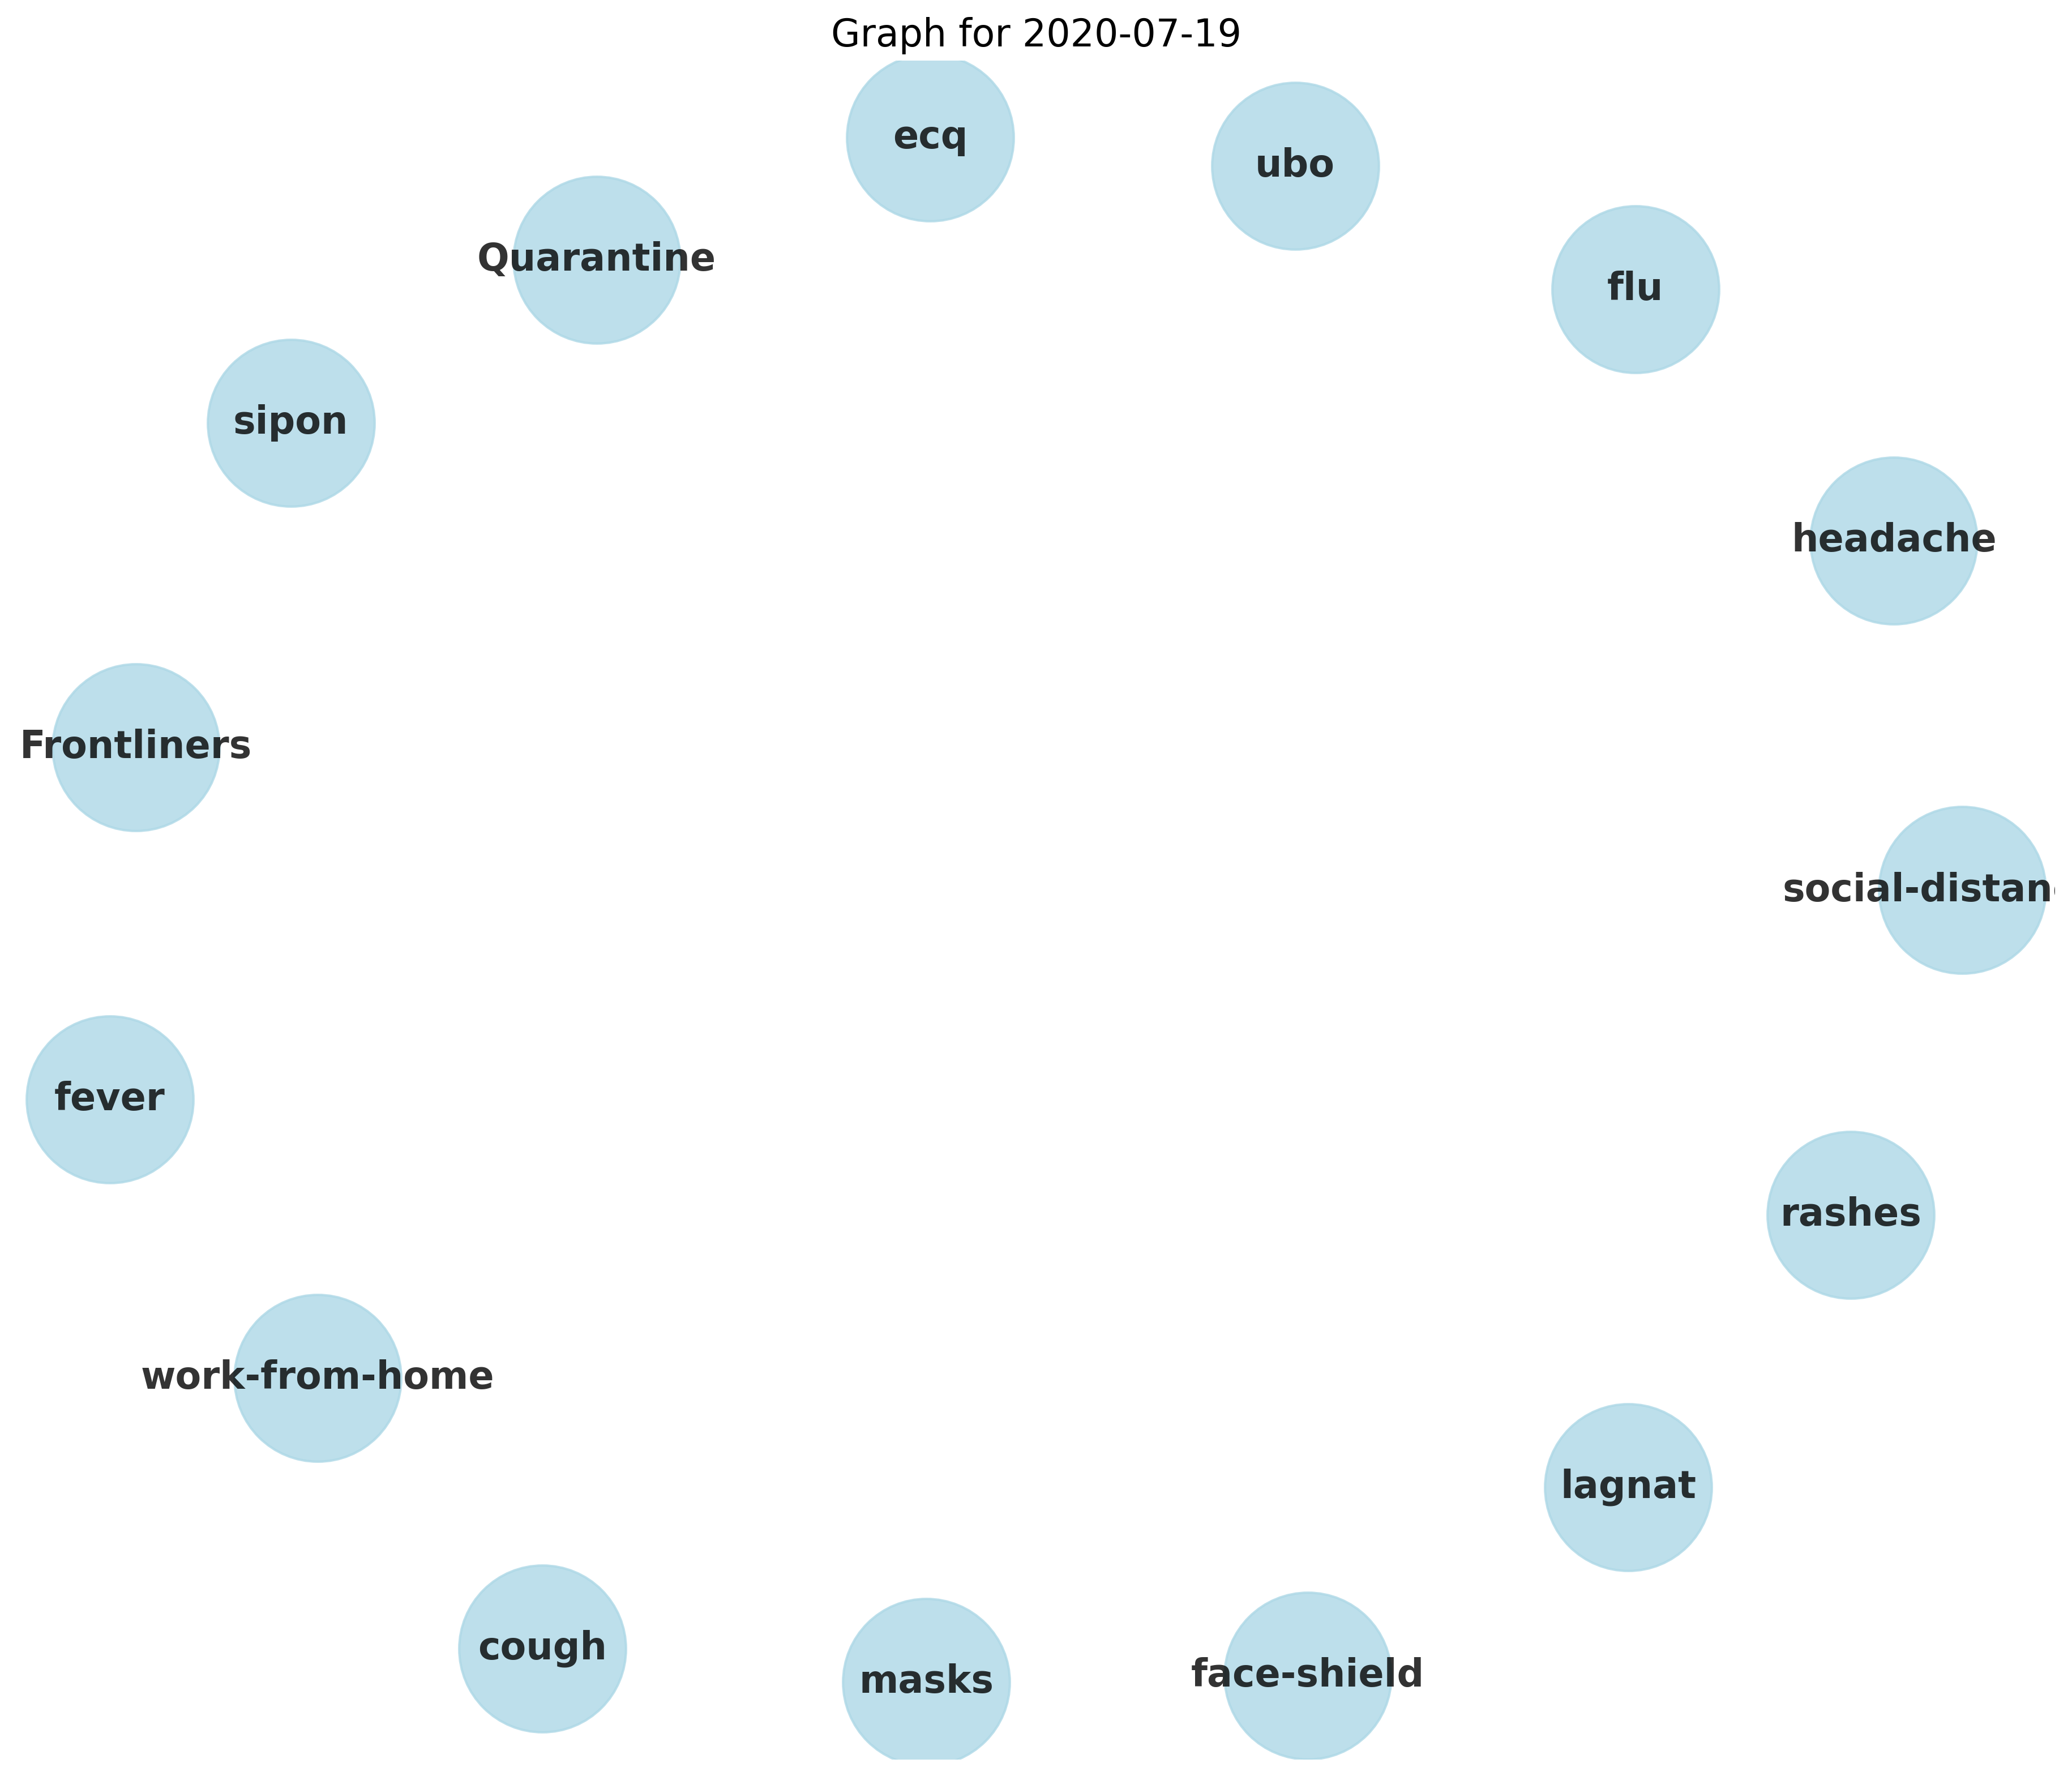 Graph for 2020-07-19
ecq
ubo
Quarantine
flu
sipon
headache
Frontliners
social-distan
fever
rashes
work-from-home
lagnat
cough
face-shield
masks